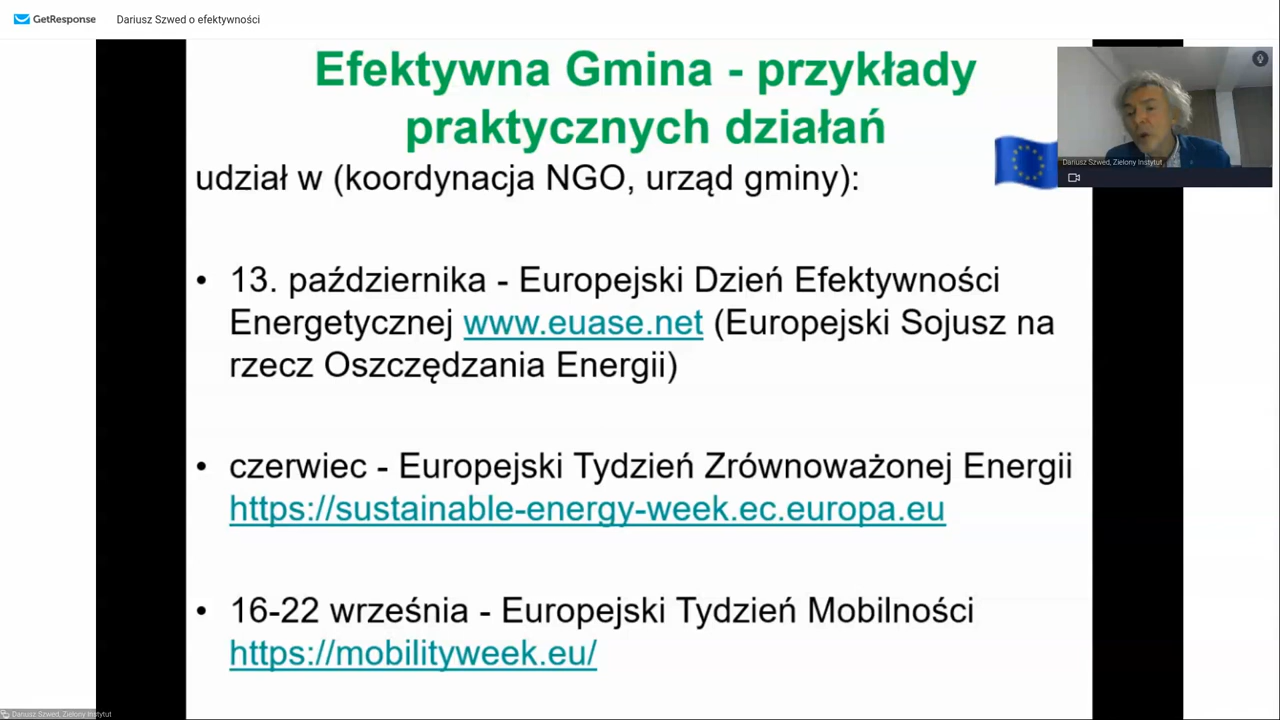 GetResponse
Dariusz Szwed o efektywności
Efektywna Gmina - przykłady
praktycznych działań
udział w (koordynacja NGO, urząd gminy):
Dariusz Szwed, Zielony Instytut
• 13. października - Europejski Dzień Efektywności
Energetycznej www.euase.net (Europejski Sojusz na
rzecz Oszczędzania Energii)
• czerwiec - Europejski Tydzień Zrównoważonej Energii
https://sustainable-energy-week.ec.europa.eu
• 16-22 września - Europejski Tydzień Mobilności
https://mobilityweek.eu/
Dariusz Szwed, Zielony Instytut